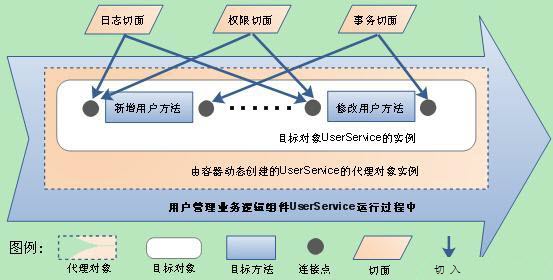 日志切面 权限切面 事务切面
新增用户方法 ...... 修改用户方法
目标对象UserService的实例
由容器动态创建的UserService的代理对象实例
用户管理业务逻辑组件UserService运行过程中
图例:
代理对象 目标对象 目标方法 连接点 切面 切入